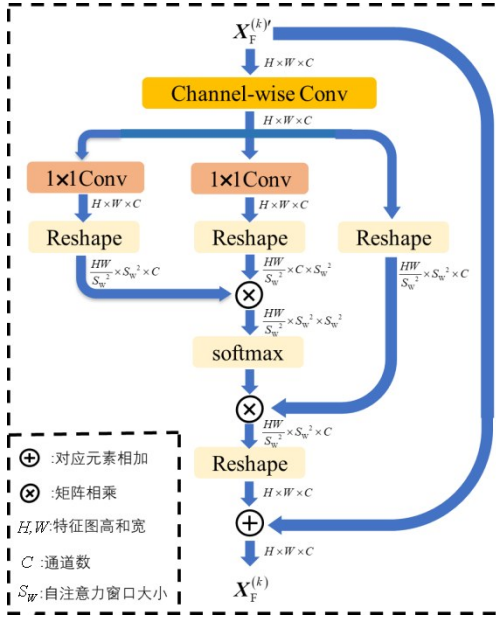 X_F^{(k)'}
H×W×C
Channel-wise Conv
H×W×C
1×1Conv
1×1Conv
H×W×C
H×W×C
Reshape
Reshape
Reshape
HW/S_w^2 × S_w^2 × C
HW/S_w^2 × C × S_w^2
HW/S_w^2 × S_w^2 × C
HW/S_w^2 × S_w^2 × S_w^2
softmax
HW/S_w^2 × S_w^2 × C
Reshape
H×W×C
H×W×C
X_F^{(k)}
⊕:对应元素相加
⊗:矩阵相乘
H,W:特征图高和宽
C:通道数
S_W:自注意力窗口大小